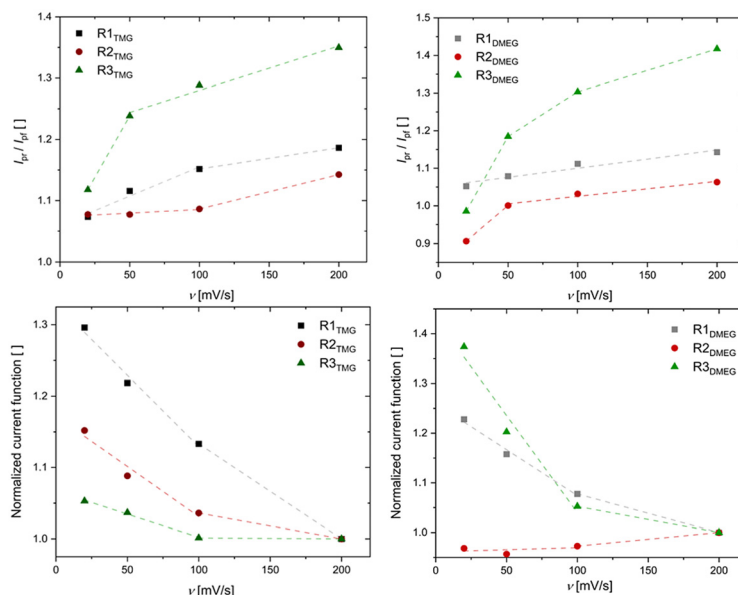 1.4
1.3
1.2
1.1
1.0
0
50
100
150
200
Ipr / Ipf [ ]
ν [mV/s]
R1TMG
R2TMG
R3TMG
1.5
1.4
1.3
1.2
1.1
1.0
0.9
0
50
100
150
200
Ipr / Ipf [ ]
ν [mV/s]
R1DMEG
R2DMEG
R3DMEG
1.3
1.2
1.1
1.0
0
50
100
150
200
Normalized current function [ ]
ν [mV/s]
R1TMG
R2TMG
R3TMG
1.4
1.3
1.2
1.1
1.0
0
50
100
150
200
Normalized current function [ ]
ν [mV/s]
R1DMEG
R2DMEG
R3DMEG